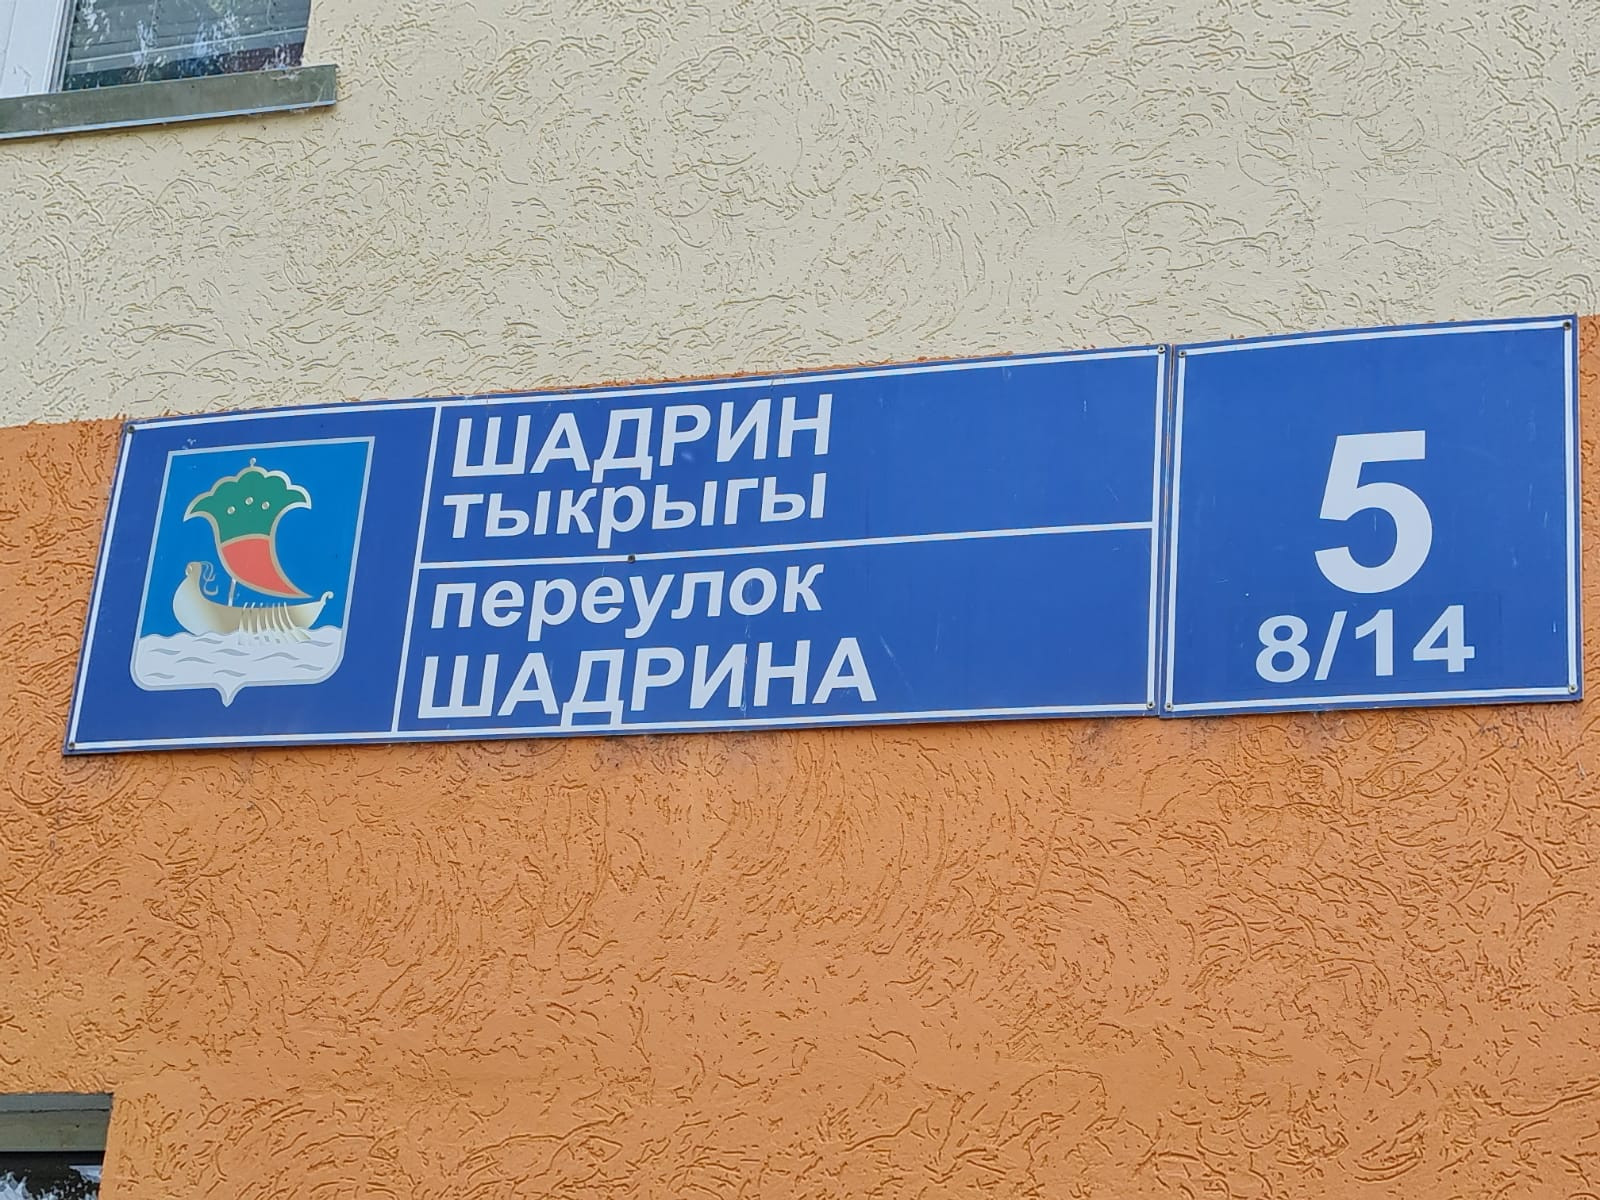 ШАДРИН
тыкрыгы
переулок
ШАДРИНА
5
8/14